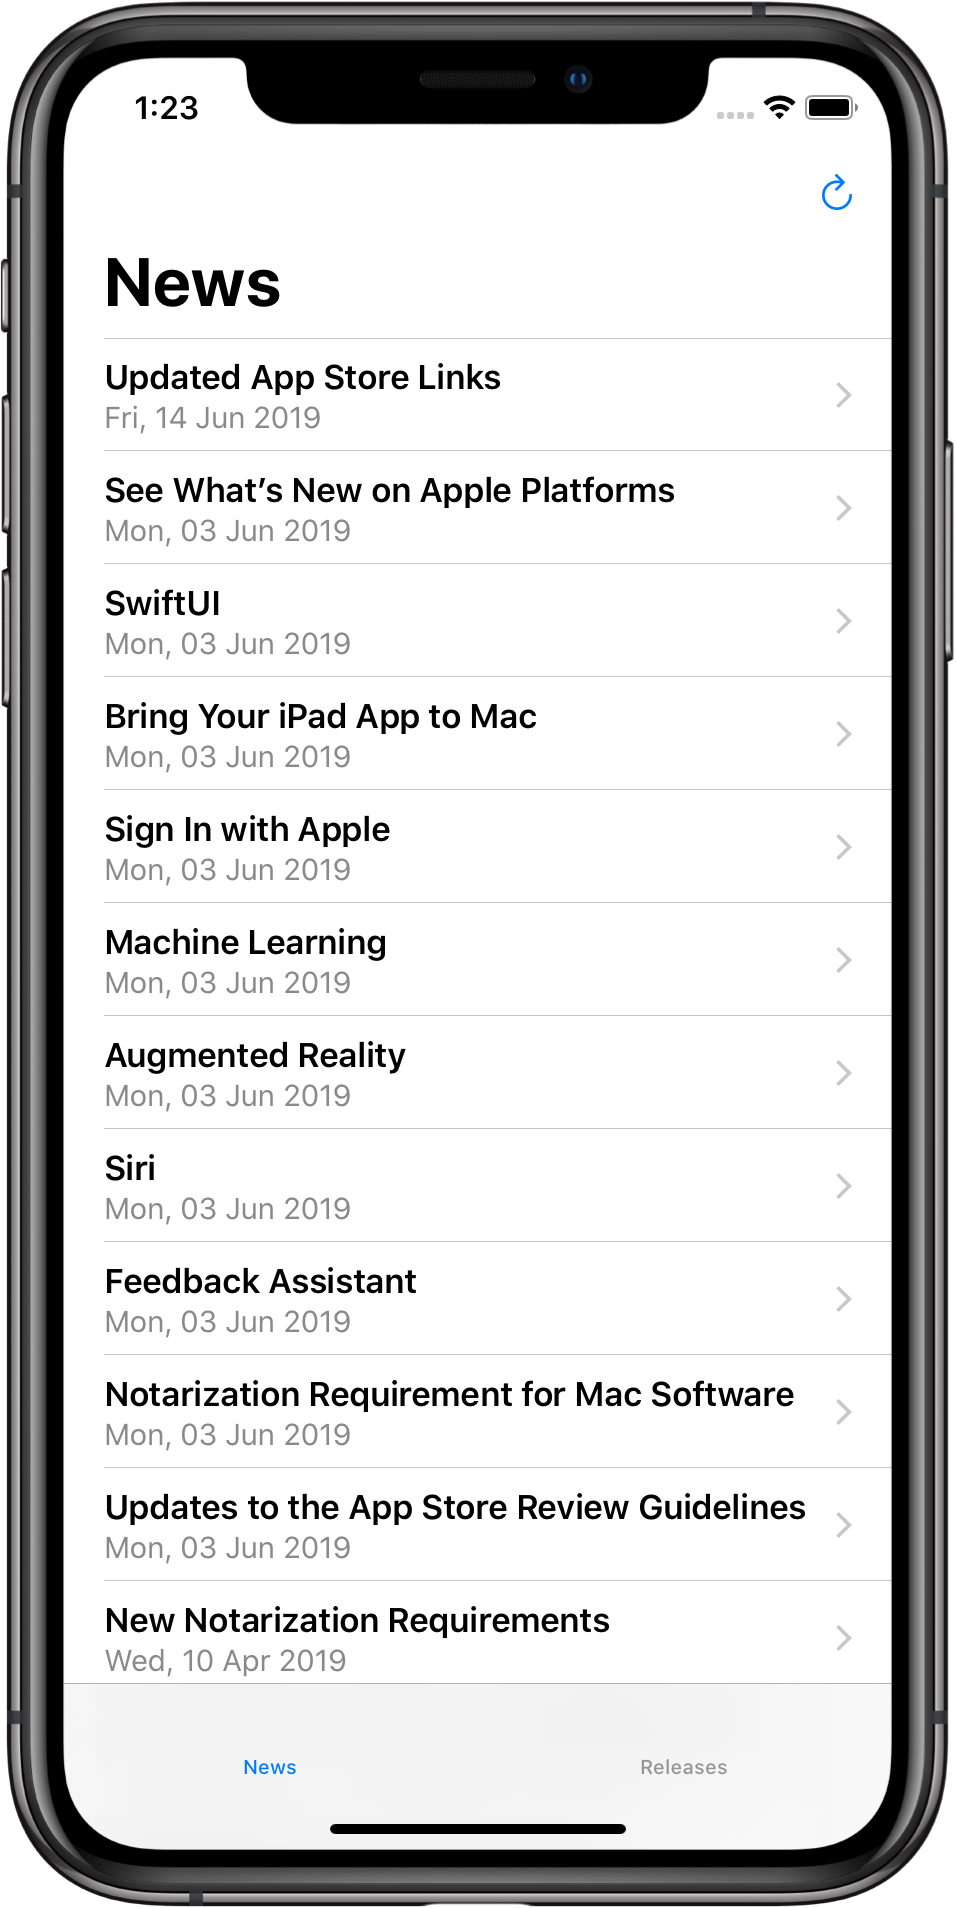 1:23
News
Updated App Store Links
Fri, 14 Jun 2019
See What’s New on Apple Platforms
Mon, 03 Jun 2019
SwiftUI
Mon, 03 Jun 2019
Bring Your iPad App to Mac
Mon, 03 Jun 2019
Sign In with Apple
Mon, 03 Jun 2019
Machine Learning
Mon, 03 Jun 2019
Augmented Reality
Mon, 03 Jun 2019
Siri
Mon, 03 Jun 2019
Feedback Assistant
Mon, 03 Jun 2019
Notarization Requirement for Mac Software
Mon, 03 Jun 2019
Updates to the App Store Review Guidelines
Mon, 03 Jun 2019
New Notarization Requirements
Wed, 10 Apr 2019
News
Releases